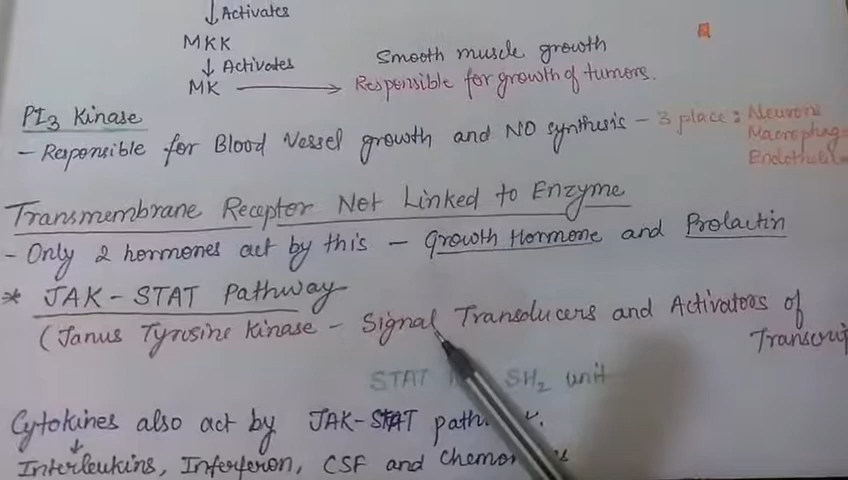 ↓ Activates
MKK
↓ Activates
MK →
Smooth muscle growth
Responsible for growth of tumors.
PI3 Kinase
- Responsible for Blood Vessel growth and NO synthesis - 3 place: Neurons
Macrophag
Endotheli
Transmembrane Receptor Not Linked to Enzyme
- Only 2 hormones act by this - Growth Hormone and Prolactin
* JAK-STAT Pathway
(Janus Tyrosine Kinase - Signal Transducers and Activators of
Transcrip
STAT SH2 unit
Cytokines also act by JAK-STAT
↓
Interleukins, Interferon, CSF and